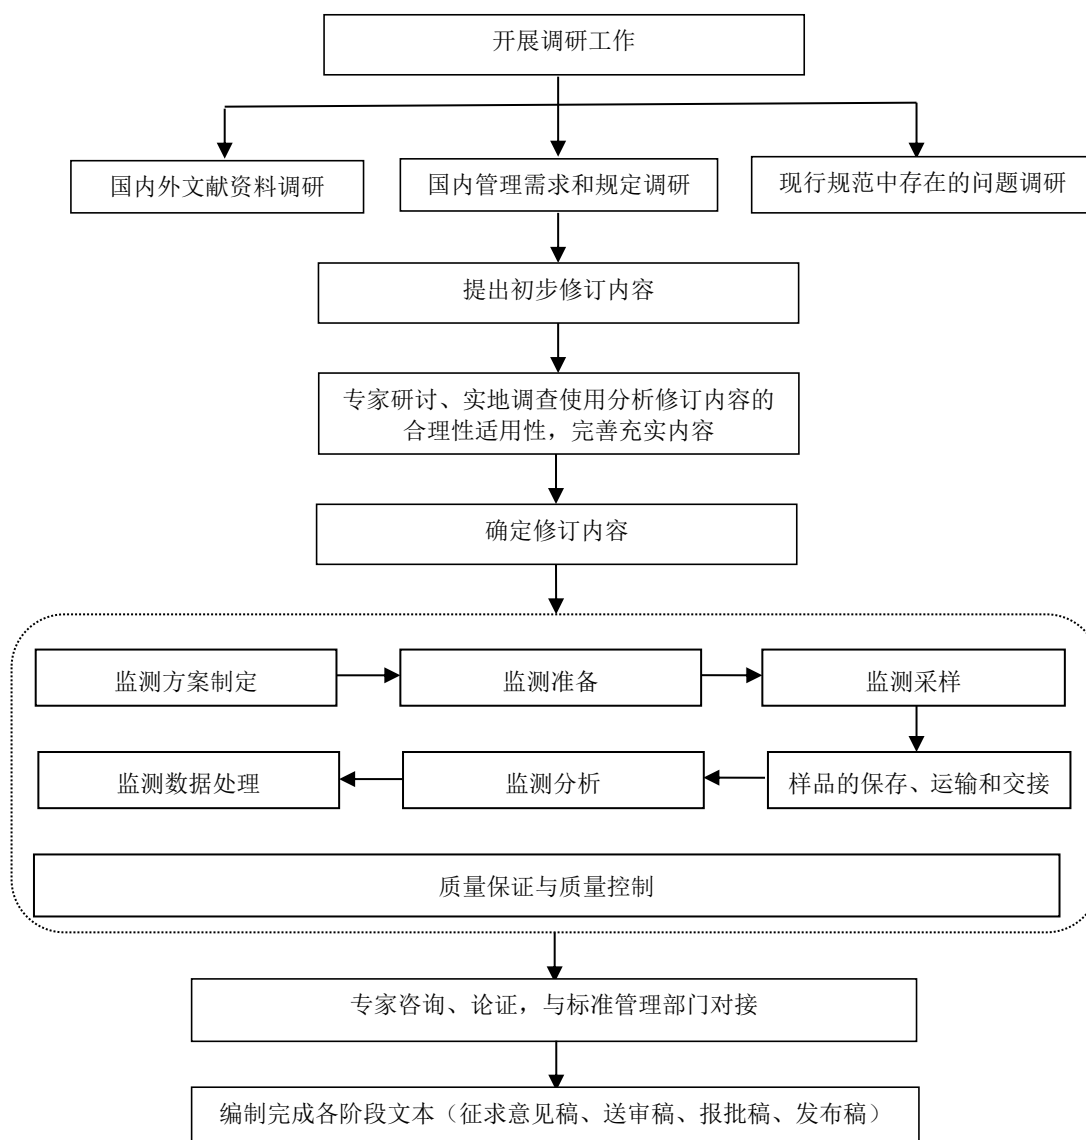 开展调研工作
国内外文献资料调研
国内管理需求和规定调研
现行规范中存在的问题调研
提出初步修订内容
专家研讨、实地调查使用分析修订内容的
合理性适用性，完善充实内容
确定修订内容
监测方案制定
监测准备
监测采样
监测数据处理
监测分析
样品的保存、运输和交接
质量保证与质量控制
专家咨询、论证，与标准管理部门对接
编制完成各阶段文本（征求意见稿、送审稿、报批稿、发布稿）